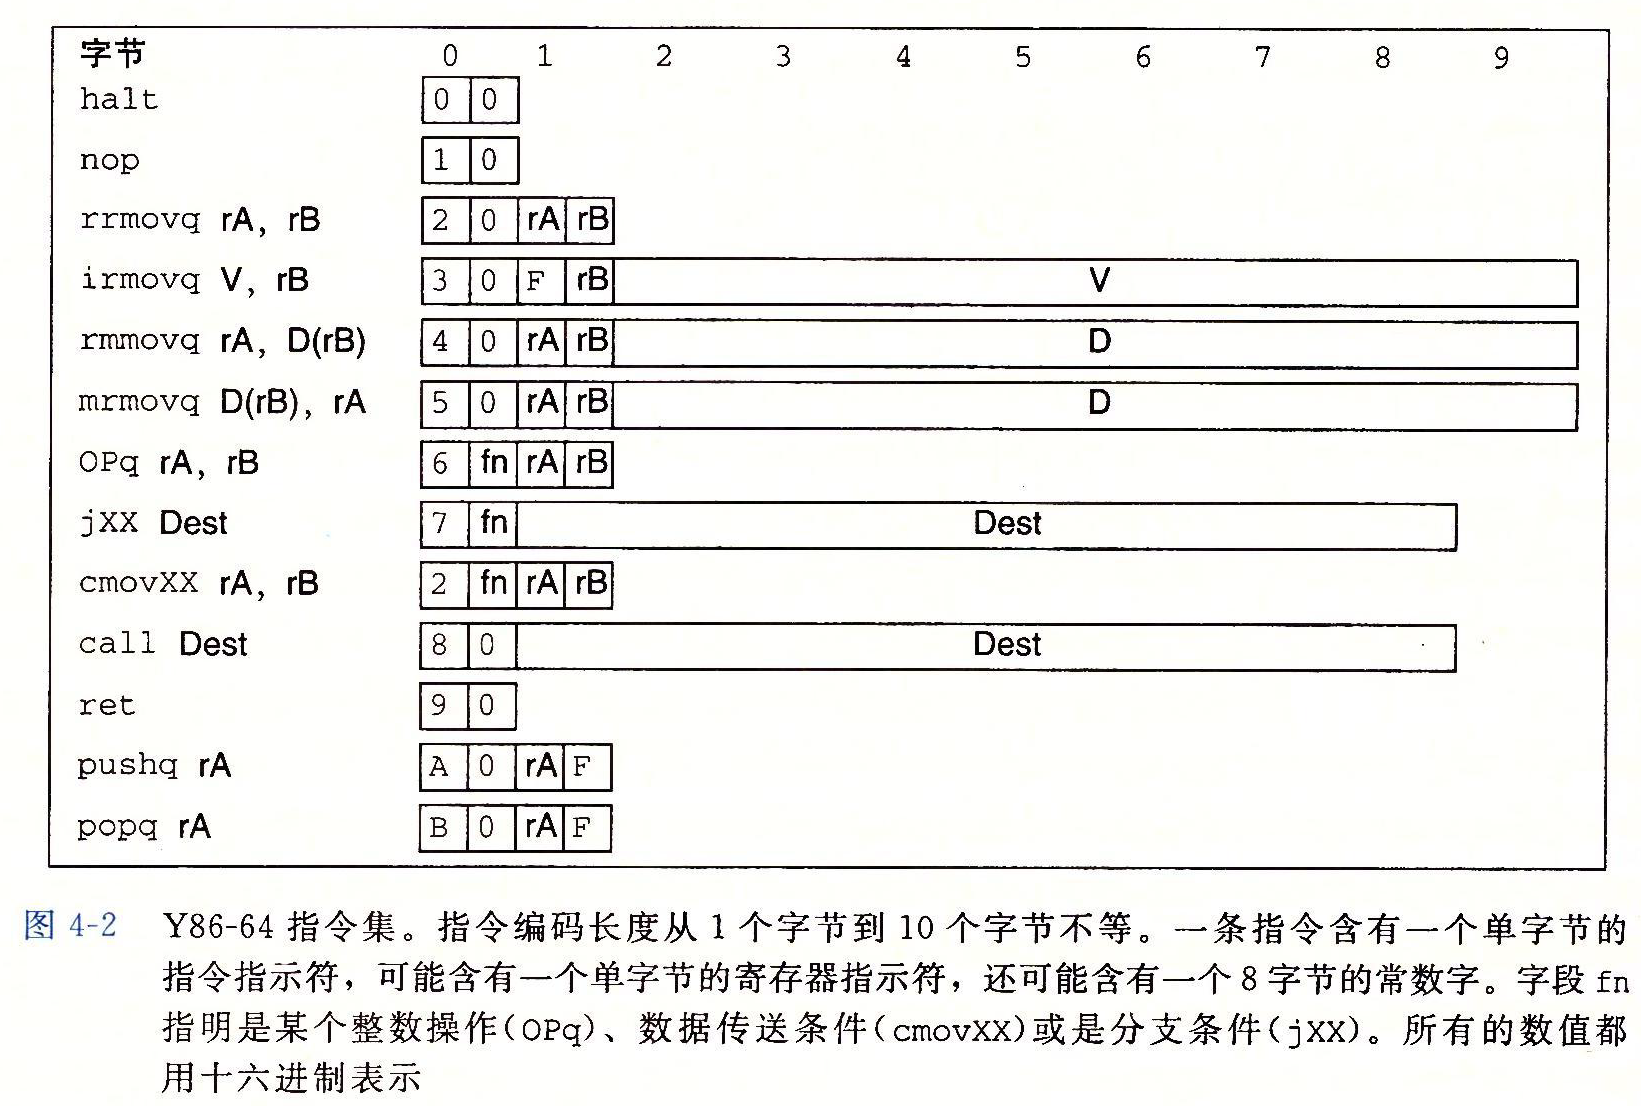 字节 0 1 2 3 4 5 6 7 8 9
halt 0 0
nop 1 0
rrmovq rA, rB 2 0 rA rB
irmovq V, rB 3 0 F rB V
rmmovq rA, D(rB) 4 0 rA rB D
mrmovq D(rB), rA 5 0 rA rB D
OPq rA, rB 6 fn rA rB
jXX Dest 7 fn Dest
cmovXX rA, rB 2 fn rA rB
call Dest 8 0 Dest
ret 9 0
pushq rA A 0 rA F
popq rA B 0 rA F
图 4-2 Y86-64 指令集。指令编码长度从 1 个字节到 10 个字节不等。一条指令含有一个单字节的
指令指示符，可能含有一个单字节的寄存器指示符，还可能含有一个 8 字节的常数字。字段 fn
指明是某个整数操作(OPq)、数据传送条件(cmovXX)或是分支条件(jXX)。所有的数值都
用十六进制表示